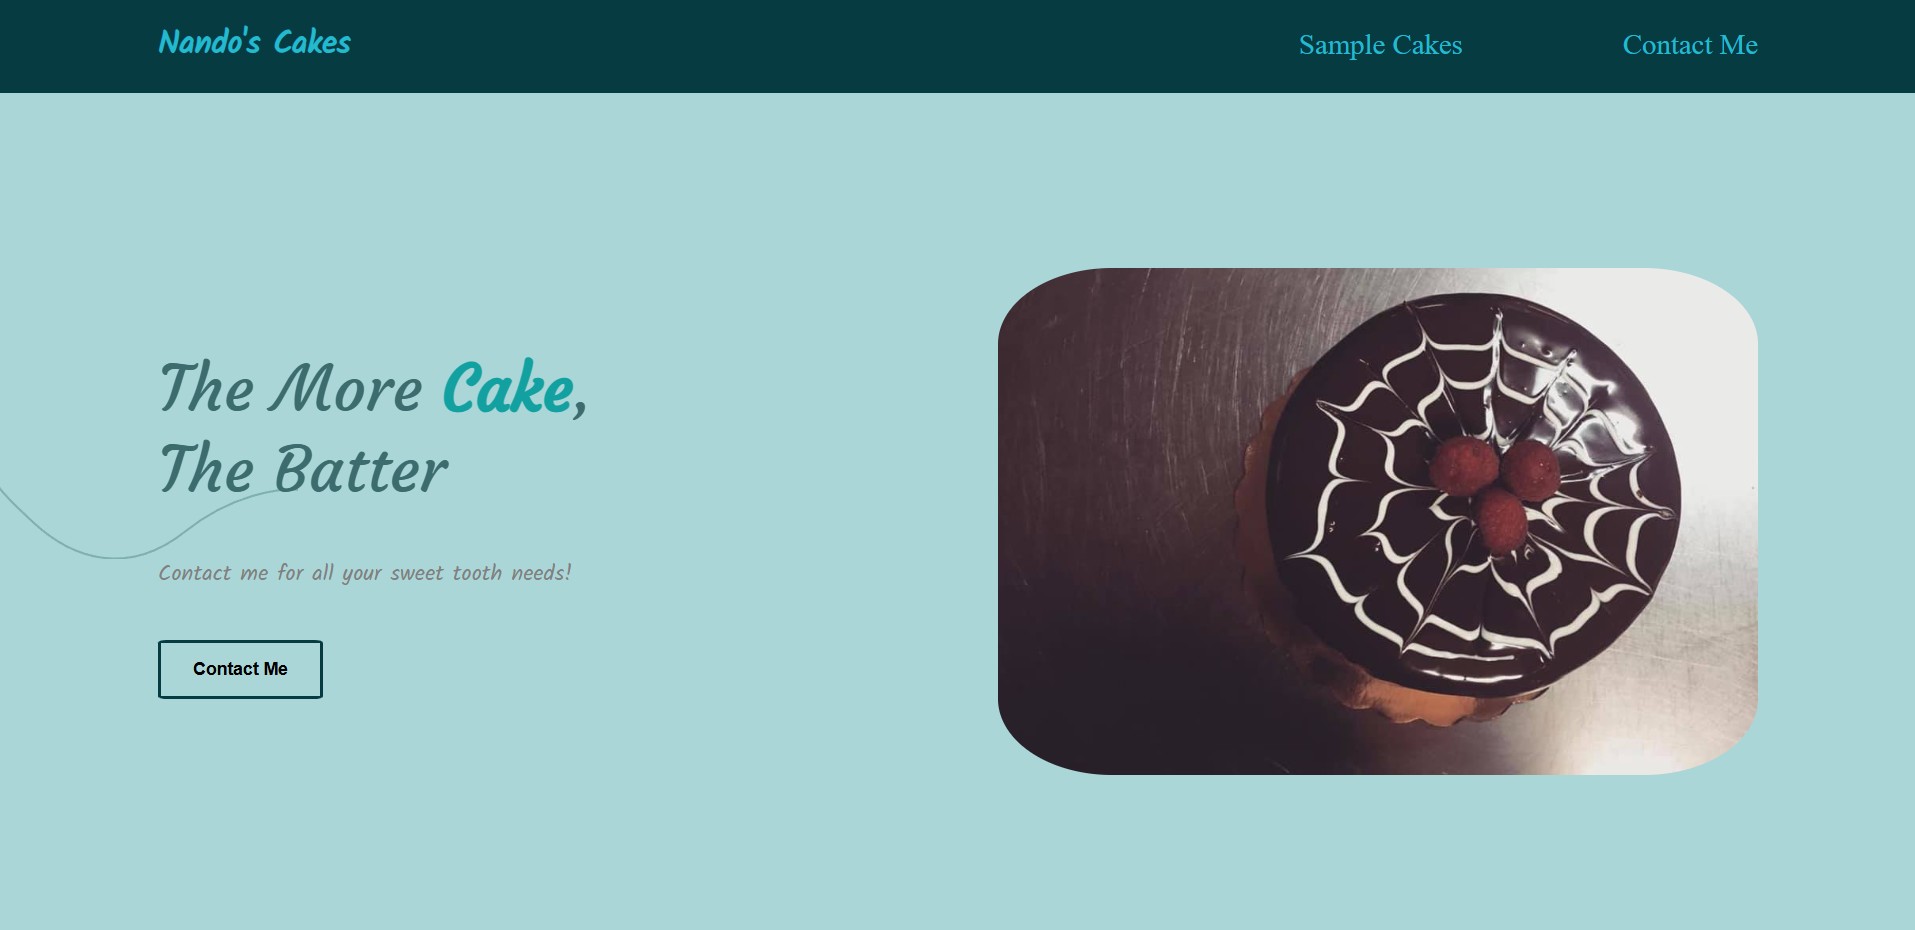 Nando's Cakes
Sample Cakes
Contact Me
The More Cake,
The Batter
Contact me for all your sweet tooth needs!
Contact Me